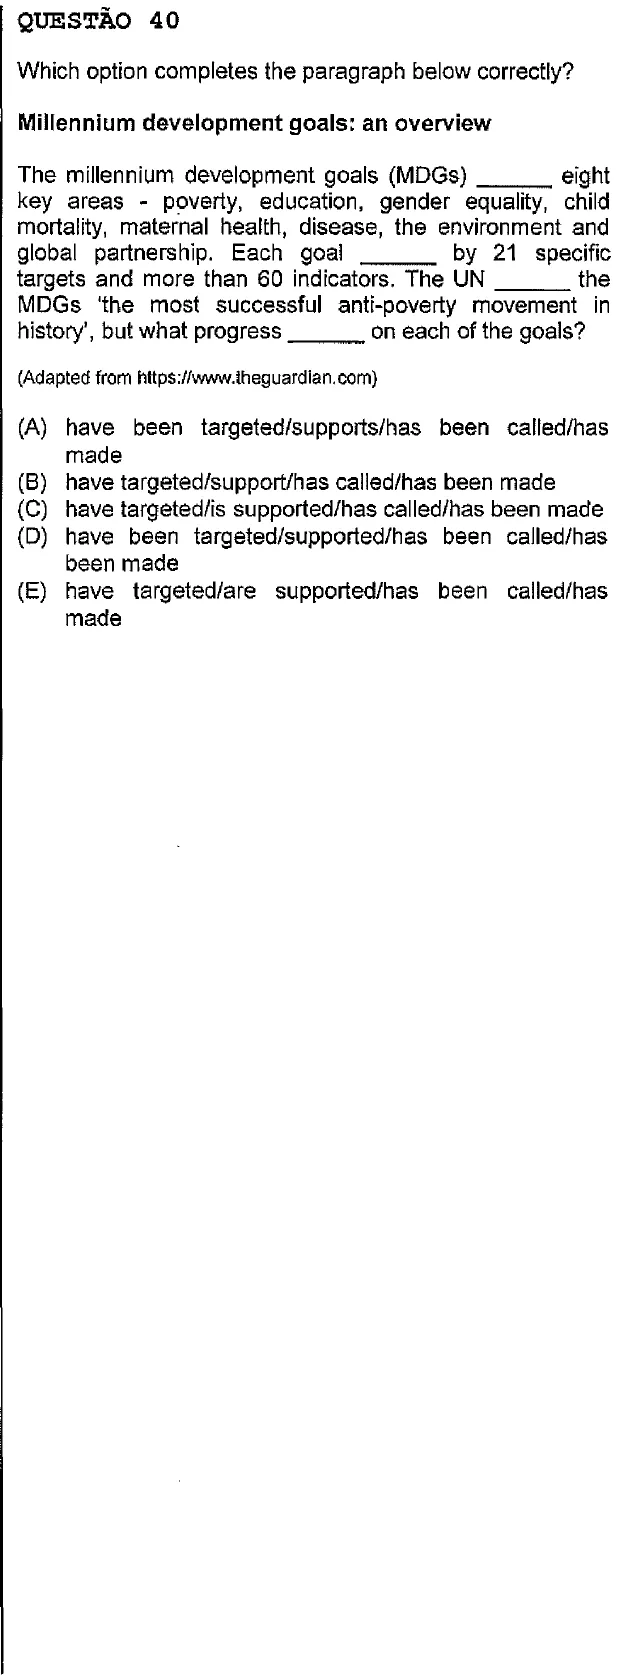 QUESTÃO 40
Which option completes the paragraph below correctly?
Millennium development goals: an overview
The millennium development goals (MDGs) ______ eight
key areas - poverty, education, gender equality, child
mortality, maternal health, disease, the environment and
global partnership. Each goal ______ by 21 specific
targets and more than 60 indicators. The UN ______ the
MDGs 'the most successful anti-poverty movement in
history', but what progress ______ on each of the goals?
(Adapted from https://www.theguardian.com)
(A) have been targeted/supports/has been called/has
made
(B) have targeted/support/has called/has been made
(C) have targeted/is supported/has called/has been made
(D) have been targeted/supported/has been called/has
been made
(E) have targeted/are supported/has been called/has
made